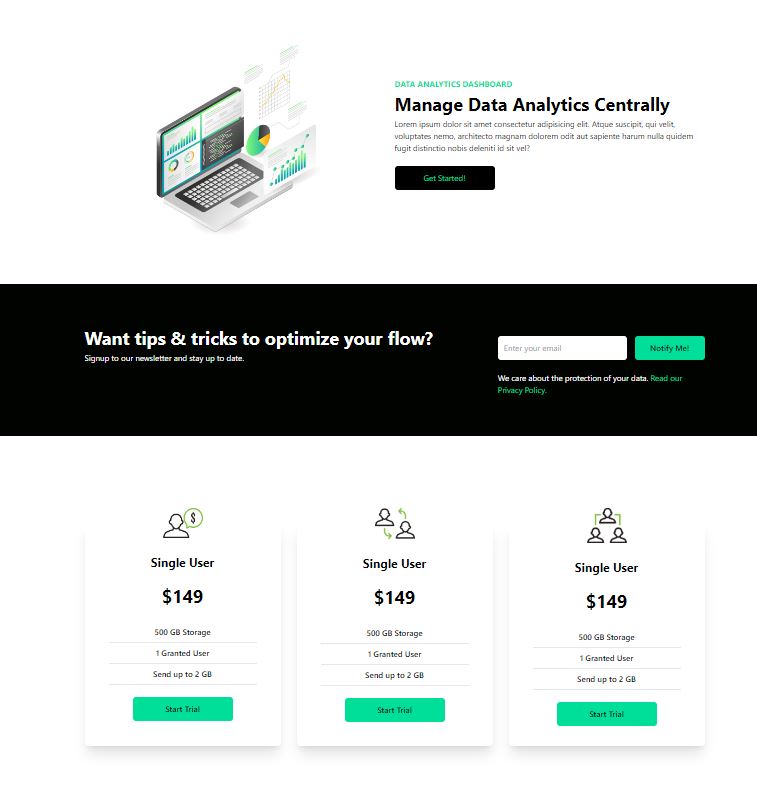 DATA ANALYTICS DASHBOARD
Manage Data Analytics Centrally
Lorem ipsum dolor sit amet consectetur adipisicing elit. Atque suscipit, qui velit,
voluptates nemo, architecto magnam dolorem odit aut sapiente harum nulla quidem
fugit distinctio nobis deleniti id sit vel?
Get Started!
Want tips & tricks to optimize your flow?
Signup to our newsletter and stay up to date.
Enter your email
Notify Me!
We care about the protection of your data. Read our
Privacy Policy.
Single User
$149
500 GB Storage
1 Granted User
Send up to 2 GB
Start Trial
Single User
$149
500 GB Storage
1 Granted User
Send up to 2 GB
Start Trial
Single User
$149
500 GB Storage
1 Granted User
Send up to 2 GB
Start Trial